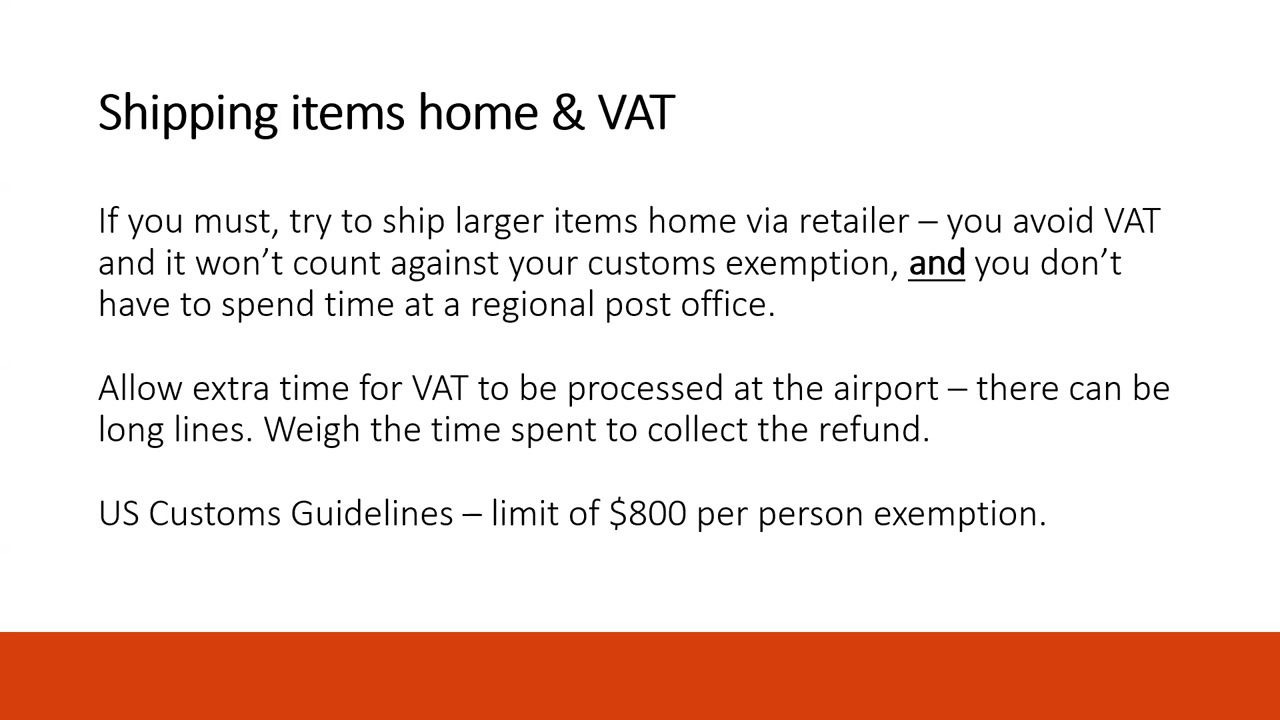 Shipping items home & VAT
If you must, try to ship larger items home via retailer – you avoid VAT
and it won’t count against your customs exemption, and you don’t
have to spend time at a regional post office.
Allow extra time for VAT to be processed at the airport – there can be
long lines. Weigh the time spent to collect the refund.
US Customs Guidelines – limit of $800 per person exemption.